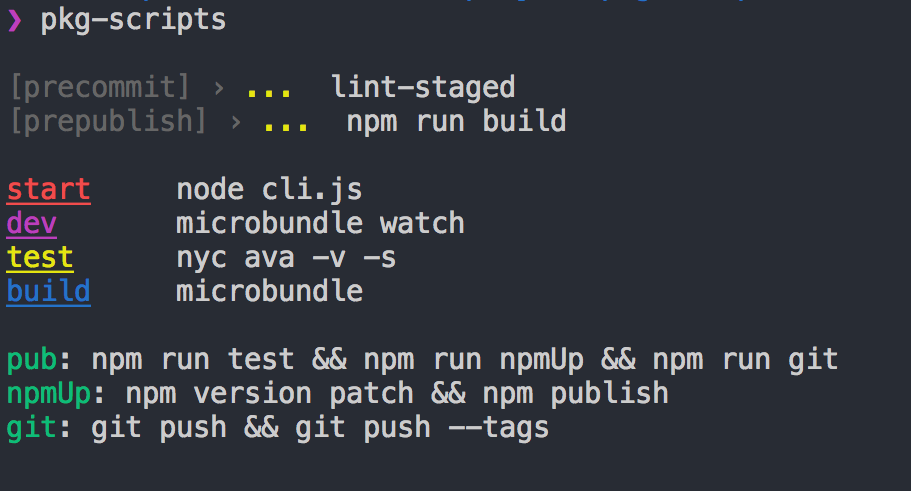 ❯ pkg-scripts
[precommit] › ... lint-staged
[prepublish] › ... npm run build
start node cli.js
dev microbundle watch
test nyc ava -v -s
build microbundle
pub: npm run test && npm run npmUp && npm run git
npmUp: npm version patch && npm publish
git: git push && git push --tags